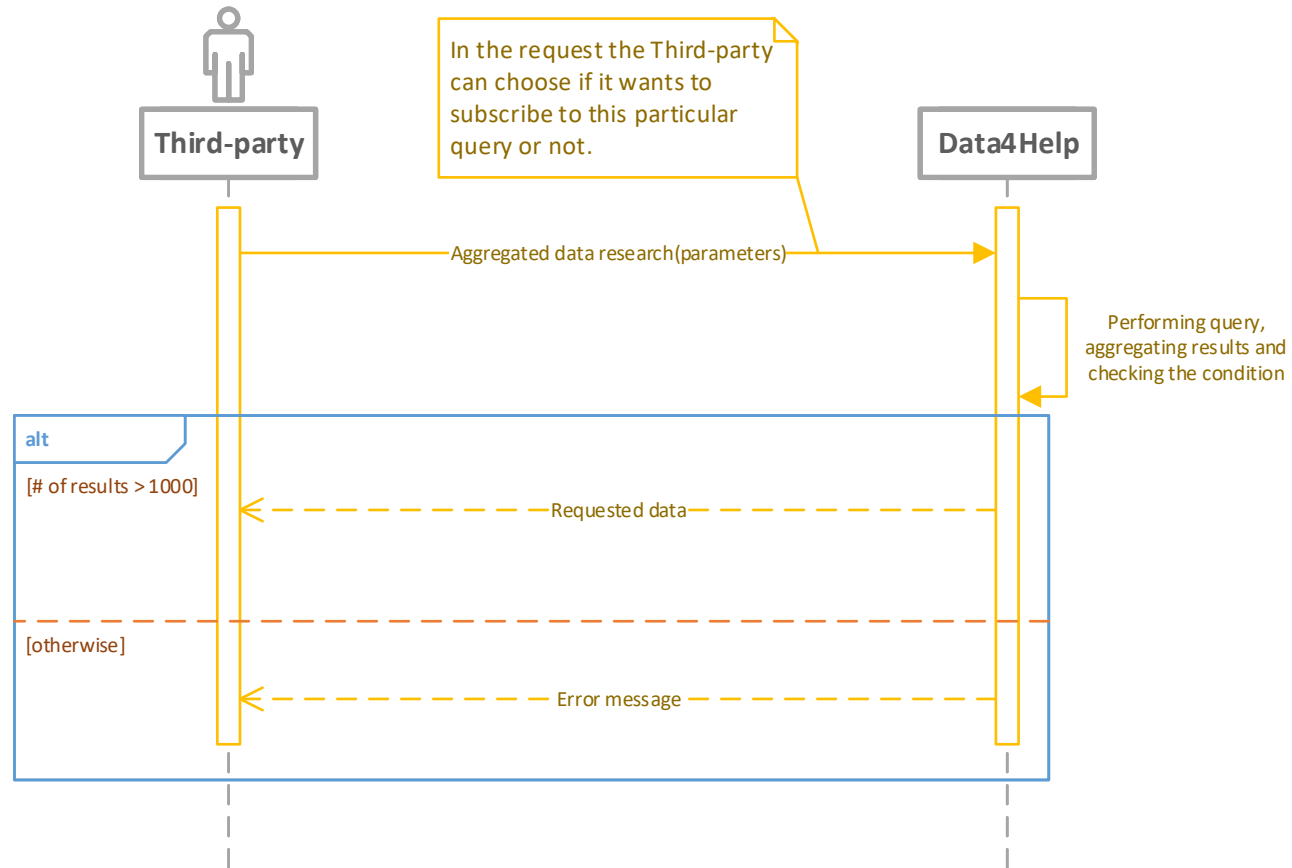 In the request the Third-party
can choose if it wants to
subscribe to this particular
query or not.
Third-party
Data4Help
Aggregated data research(parameters)
Performing query,
aggregating results and
checking the condition
alt
[# of results > 1000]
Requested data
[otherwise]
Error message